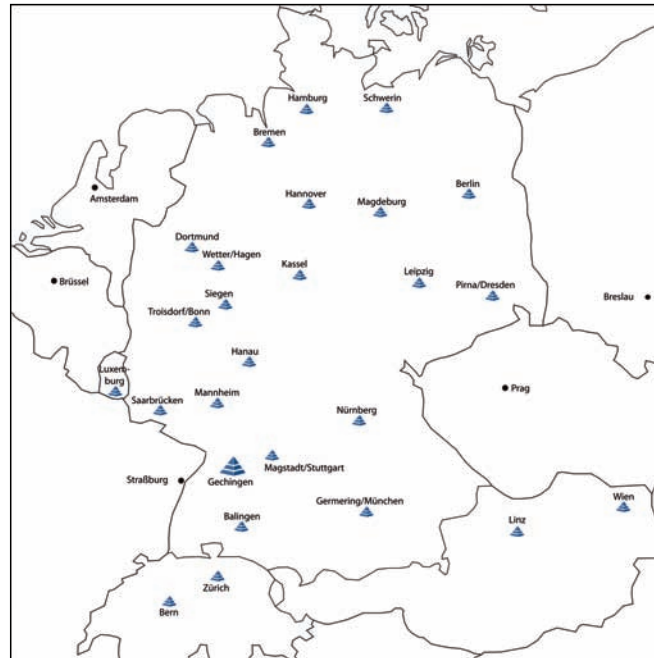 Hamburg
Schwerin
Bremen
Berlin
Amsterdam
Hannover
Magdeburg
Dortmund
Wetter/Hagen
Kassel
Leipzig
Brüssel
Pirna/Dresden
Siegen
Breslau
Troisdorf/Bonn
Hanau
Luxem-
burg
Prag
Saarbrücken
Mannheim
Nürnberg
Magstadt/Stuttgart
Straßburg
Gechingen
Germering/München
Wien
Balingen
Linz
Zürich
Bern